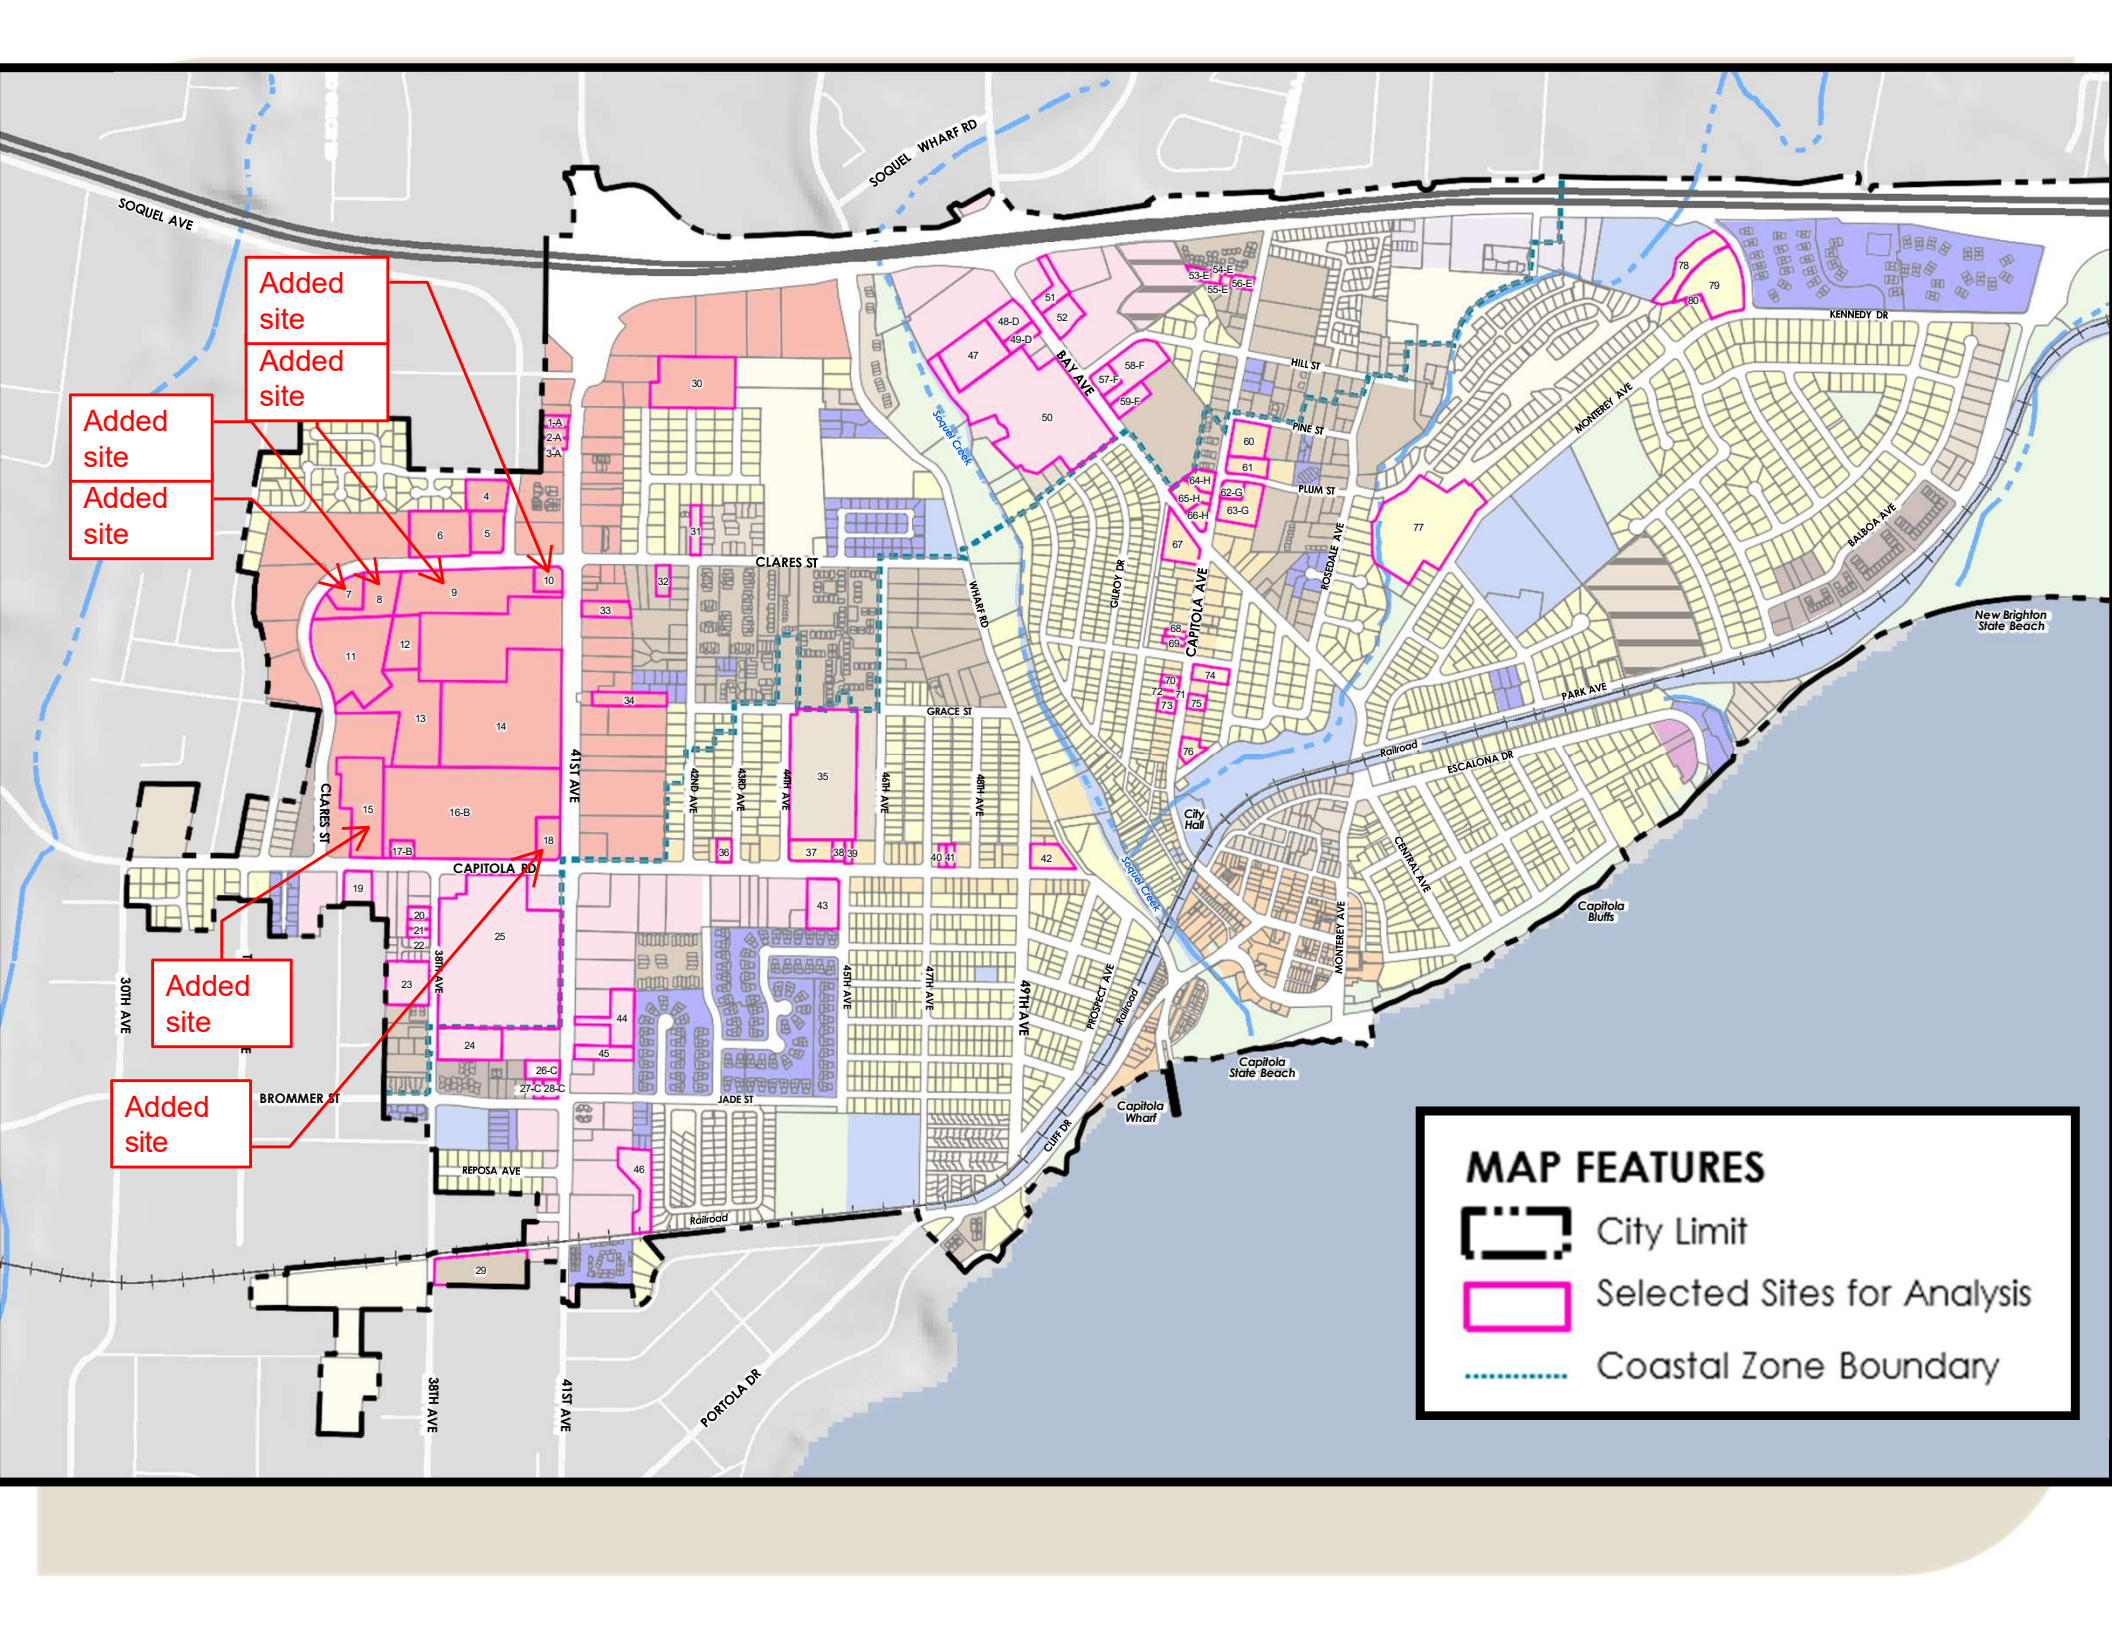 SOQUEL WHARF RD
SOQUEL AVE
Added
site
Added
site
Added
site
Added
site
Added
site
Added
site
1-A
2-A
3-A
4
5
6
7
8
9
10
11
12
13
14
15
16-B
17-B
18
19
20
21
22
23
24
25
26-C
27-C
28-C
29
30
31
32
33
34
35
36
37
38
39
40
41
42
43
44
45
46
47
48-D
49-D
50
51
52
53-E
54-E
55-E
56-E
57-F
58-F
59-F
60
61
62-G
63-G
64-H
65-H
66-H
67
68
69
70
71
72
73
74
75
76
77
78
79
80
KENNEDY DR
HILL ST
BAY AVE
PINE ST
PLUM ST
MONTEREY AVE
Soquel Creek
CLARES ST
WHARF RD
GILROY DR
CAPITOLA AVE
ROSEDALE AVE
BALBOA AVE
New Brighton
State Beach
PARK AVE
GRACE ST
Railroad
ESCALONA DR
41ST AVE
42ND AVE
43RD AVE
44TH AVE
46TH AVE
48TH AVE
CLARES ST
City
Hall
CAPITOLA RD
Soquel Creek
CENTRAL AVE
Capitola
Bluffs
MONTEREY AVE
30TH AVE
38TH AVE
45TH AVE
47TH AVE
49TH AVE
PROSPECT AVE
Railroad
Capitola
State Beach
BROMMER ST
JADE ST
Capitola
Wharf
CLIFF DR
REPOSA AVE
Railroad
38TH AVE
41ST AVE
PORTOLA DR
MAP FEATURES
City Limit
Selected Sites for Analysis
Coastal Zone Boundary